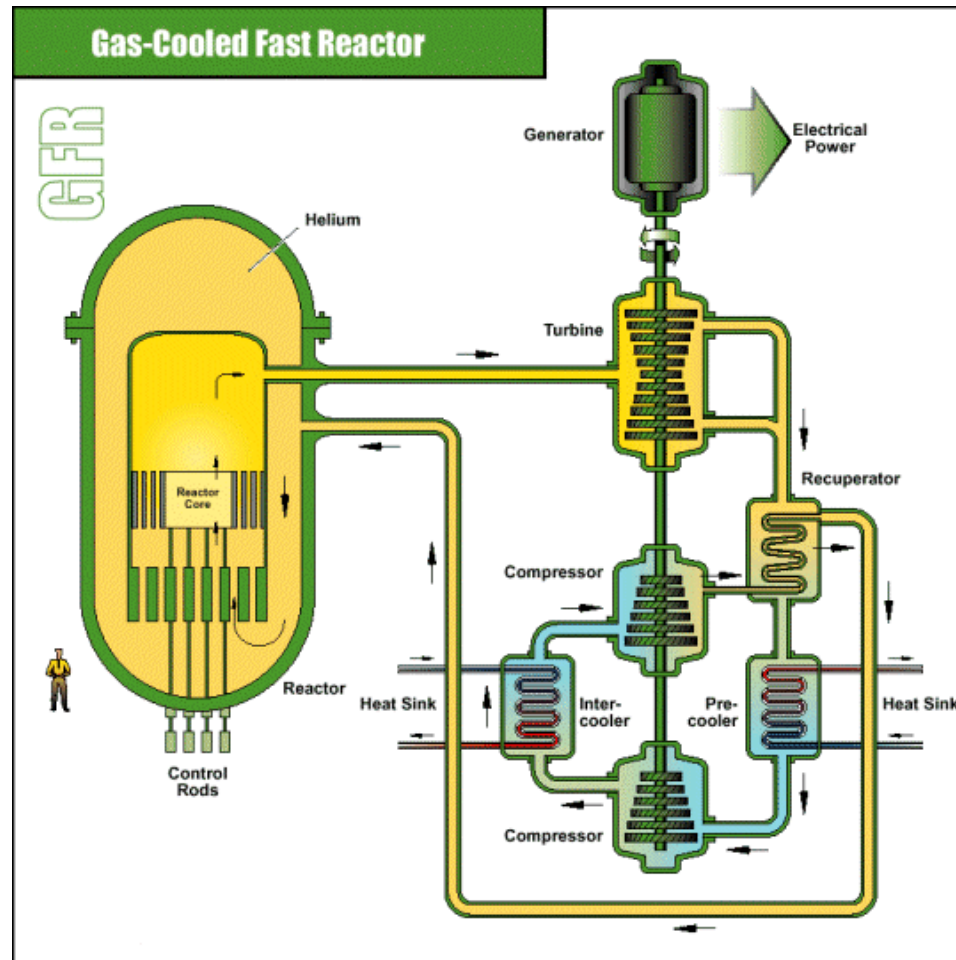 Gas-Cooled Fast Reactor
GFR
Generator
Electrical
Power
Helium
Turbine
Recuperator
Reactor
Core
Compressor
Reactor
Heat Sink
Inter-
cooler
Pre-
cooler
Heat Sink
Control
Rods
Compressor